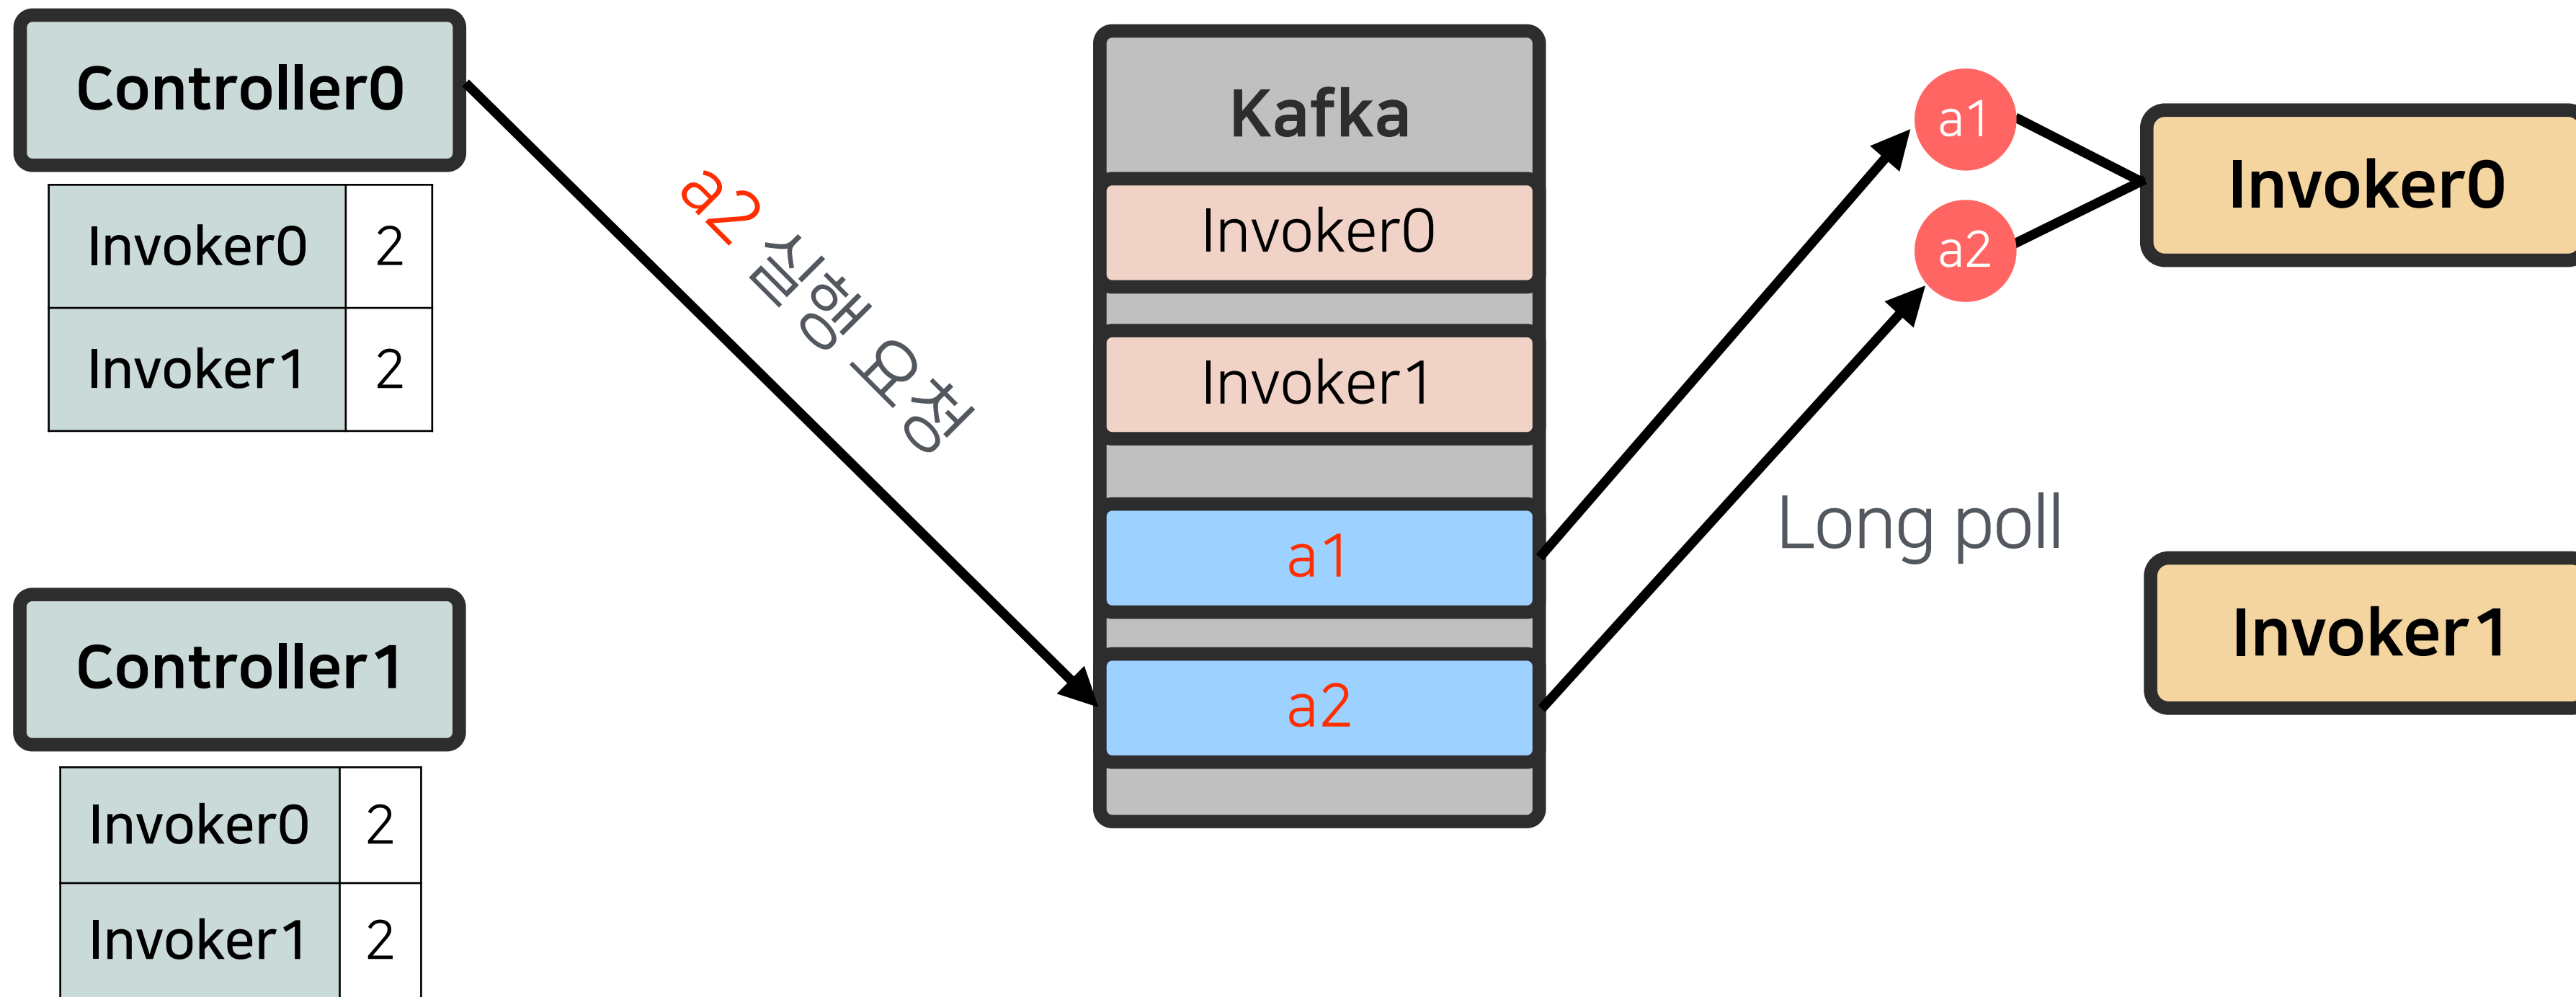 Controller0
Invoker0 2
Invoker1 2
Controller1
Invoker0 2
Invoker1 2
a2 실행 요청
Kafka
Invoker0
Invoker1
a1
a2
a1
a2
Long poll
Invoker0
Invoker1